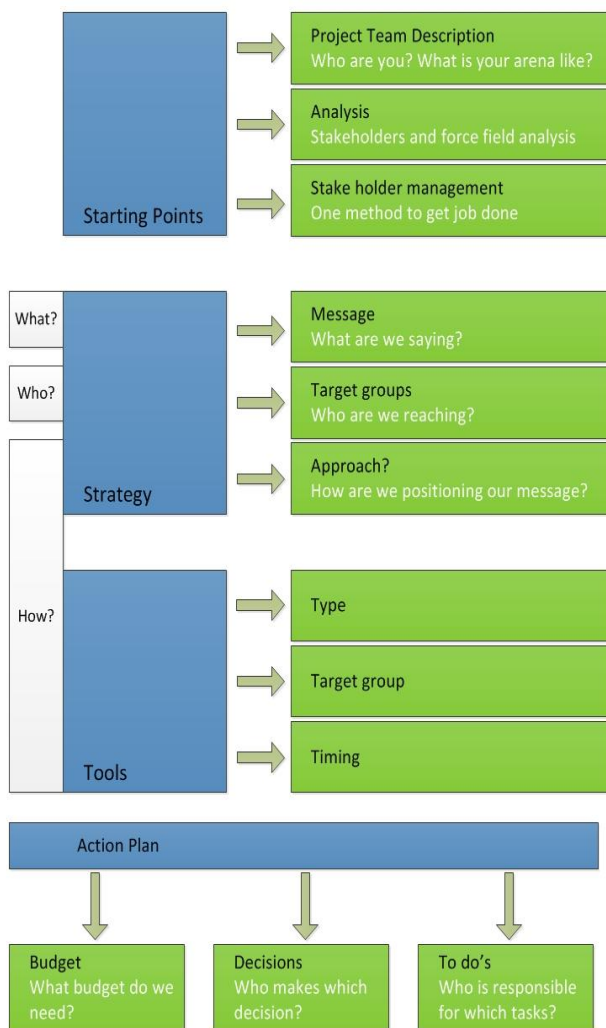 Project Team Description
Who are you? What is your arena like?
Analysis
Stakeholders and force field analysis
Stake holder management
One method to get job done
Starting Points
What?
Message
What are we saying?
Who?
Target groups
Who are we reaching?
Approach?
How are we positioning our message?
Strategy
How?
Type
Target group
Timing
Tools
Action Plan
Budget
What budget do we
need?
Decisions
Who makes which
decision?
To do's
Who is responsible
for which tasks?